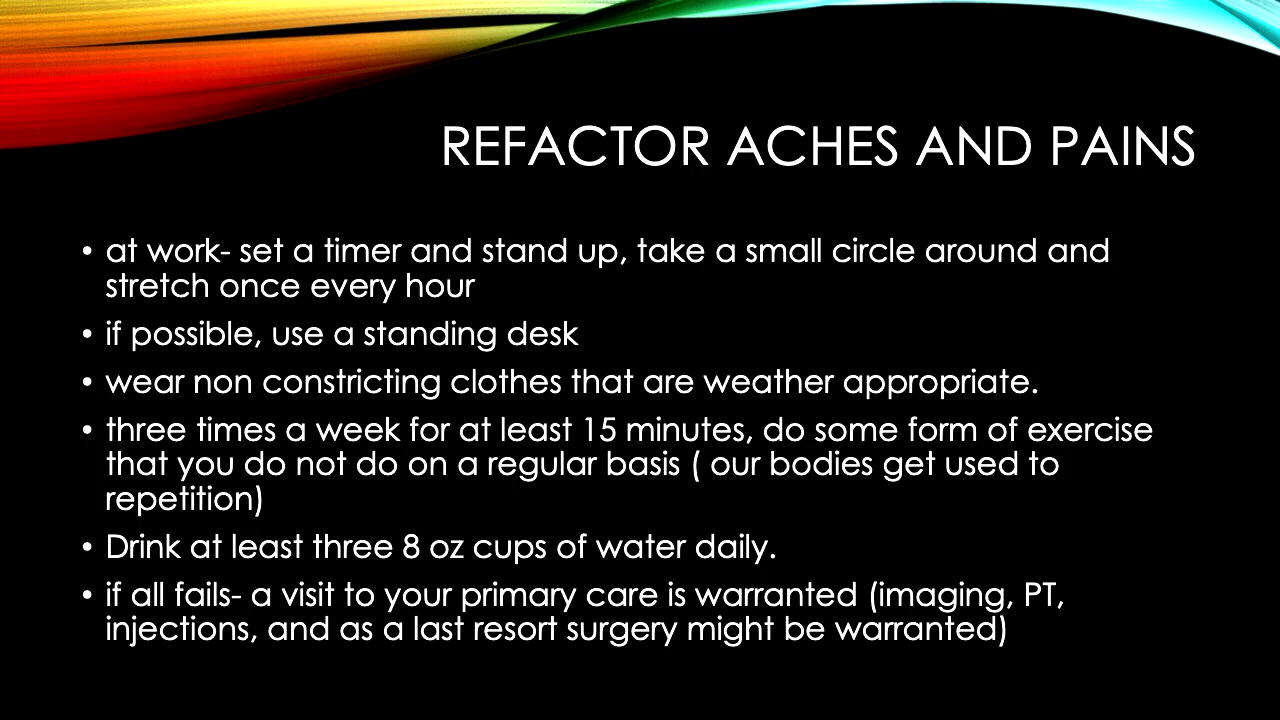 REFACTOR ACHES AND PAINS
• at work- set a timer and stand up, take a small circle around and
stretch once every hour
• if possible, use a standing desk
• wear non constricting clothes that are weather appropriate.
• three times a week for at least 15 minutes, do some form of exercise
that you do not do on a regular basis ( our bodies get used to
repetition)
• Drink at least three 8 oz cups of water daily.
• if all fails- a visit to your primary care is warranted (imaging, PT,
injections, and as a last resort surgery might be warranted)